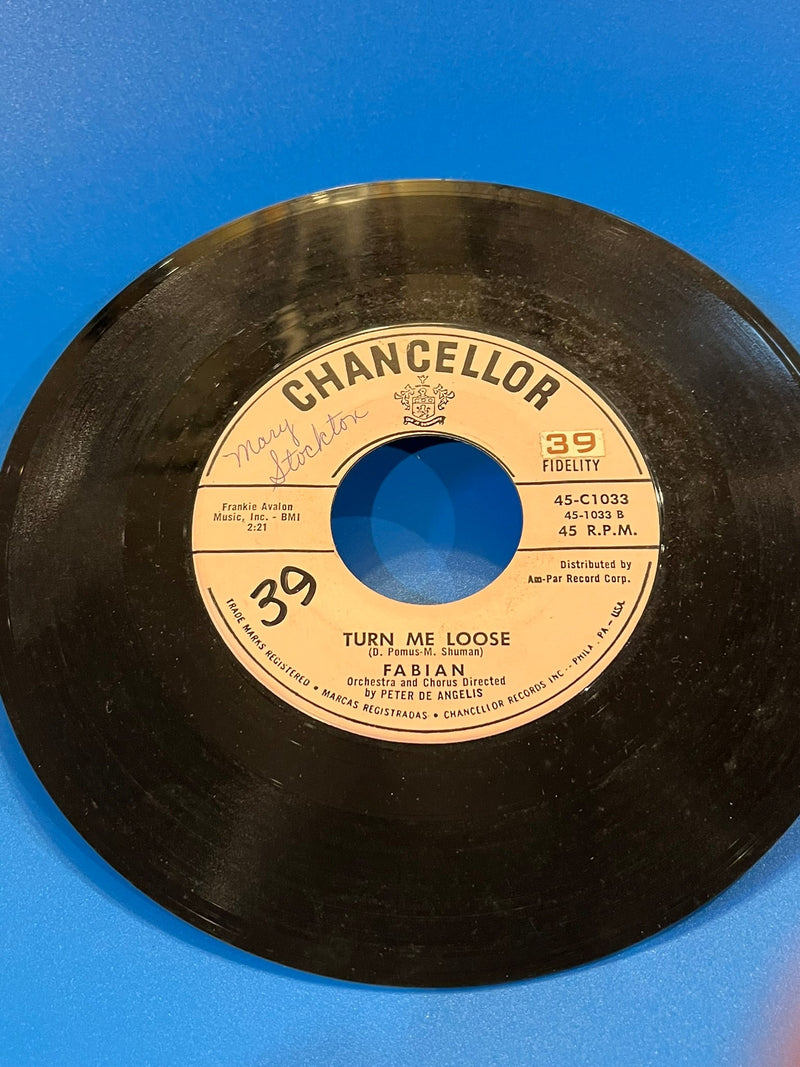 CHANCELLOR
Mary
Stockton
39
FIDELITY
Frankie Avalon
Music, Inc. - BMI
2:21
45-C1033
45-1033 B
45 R.P.M.
Distributed by
Am-Par Record Corp.
39
TURN ME LOOSE
(D. Pomus-M. Shuman)
FABIAN
Orchestra and Chorus Directed
by PETER DE ANGELIS
TRADE MARKS REGISTERED • MARCAS REGISTRADAS • CHANCELLOR RECORDS INC. - PHILA. - PA - USA